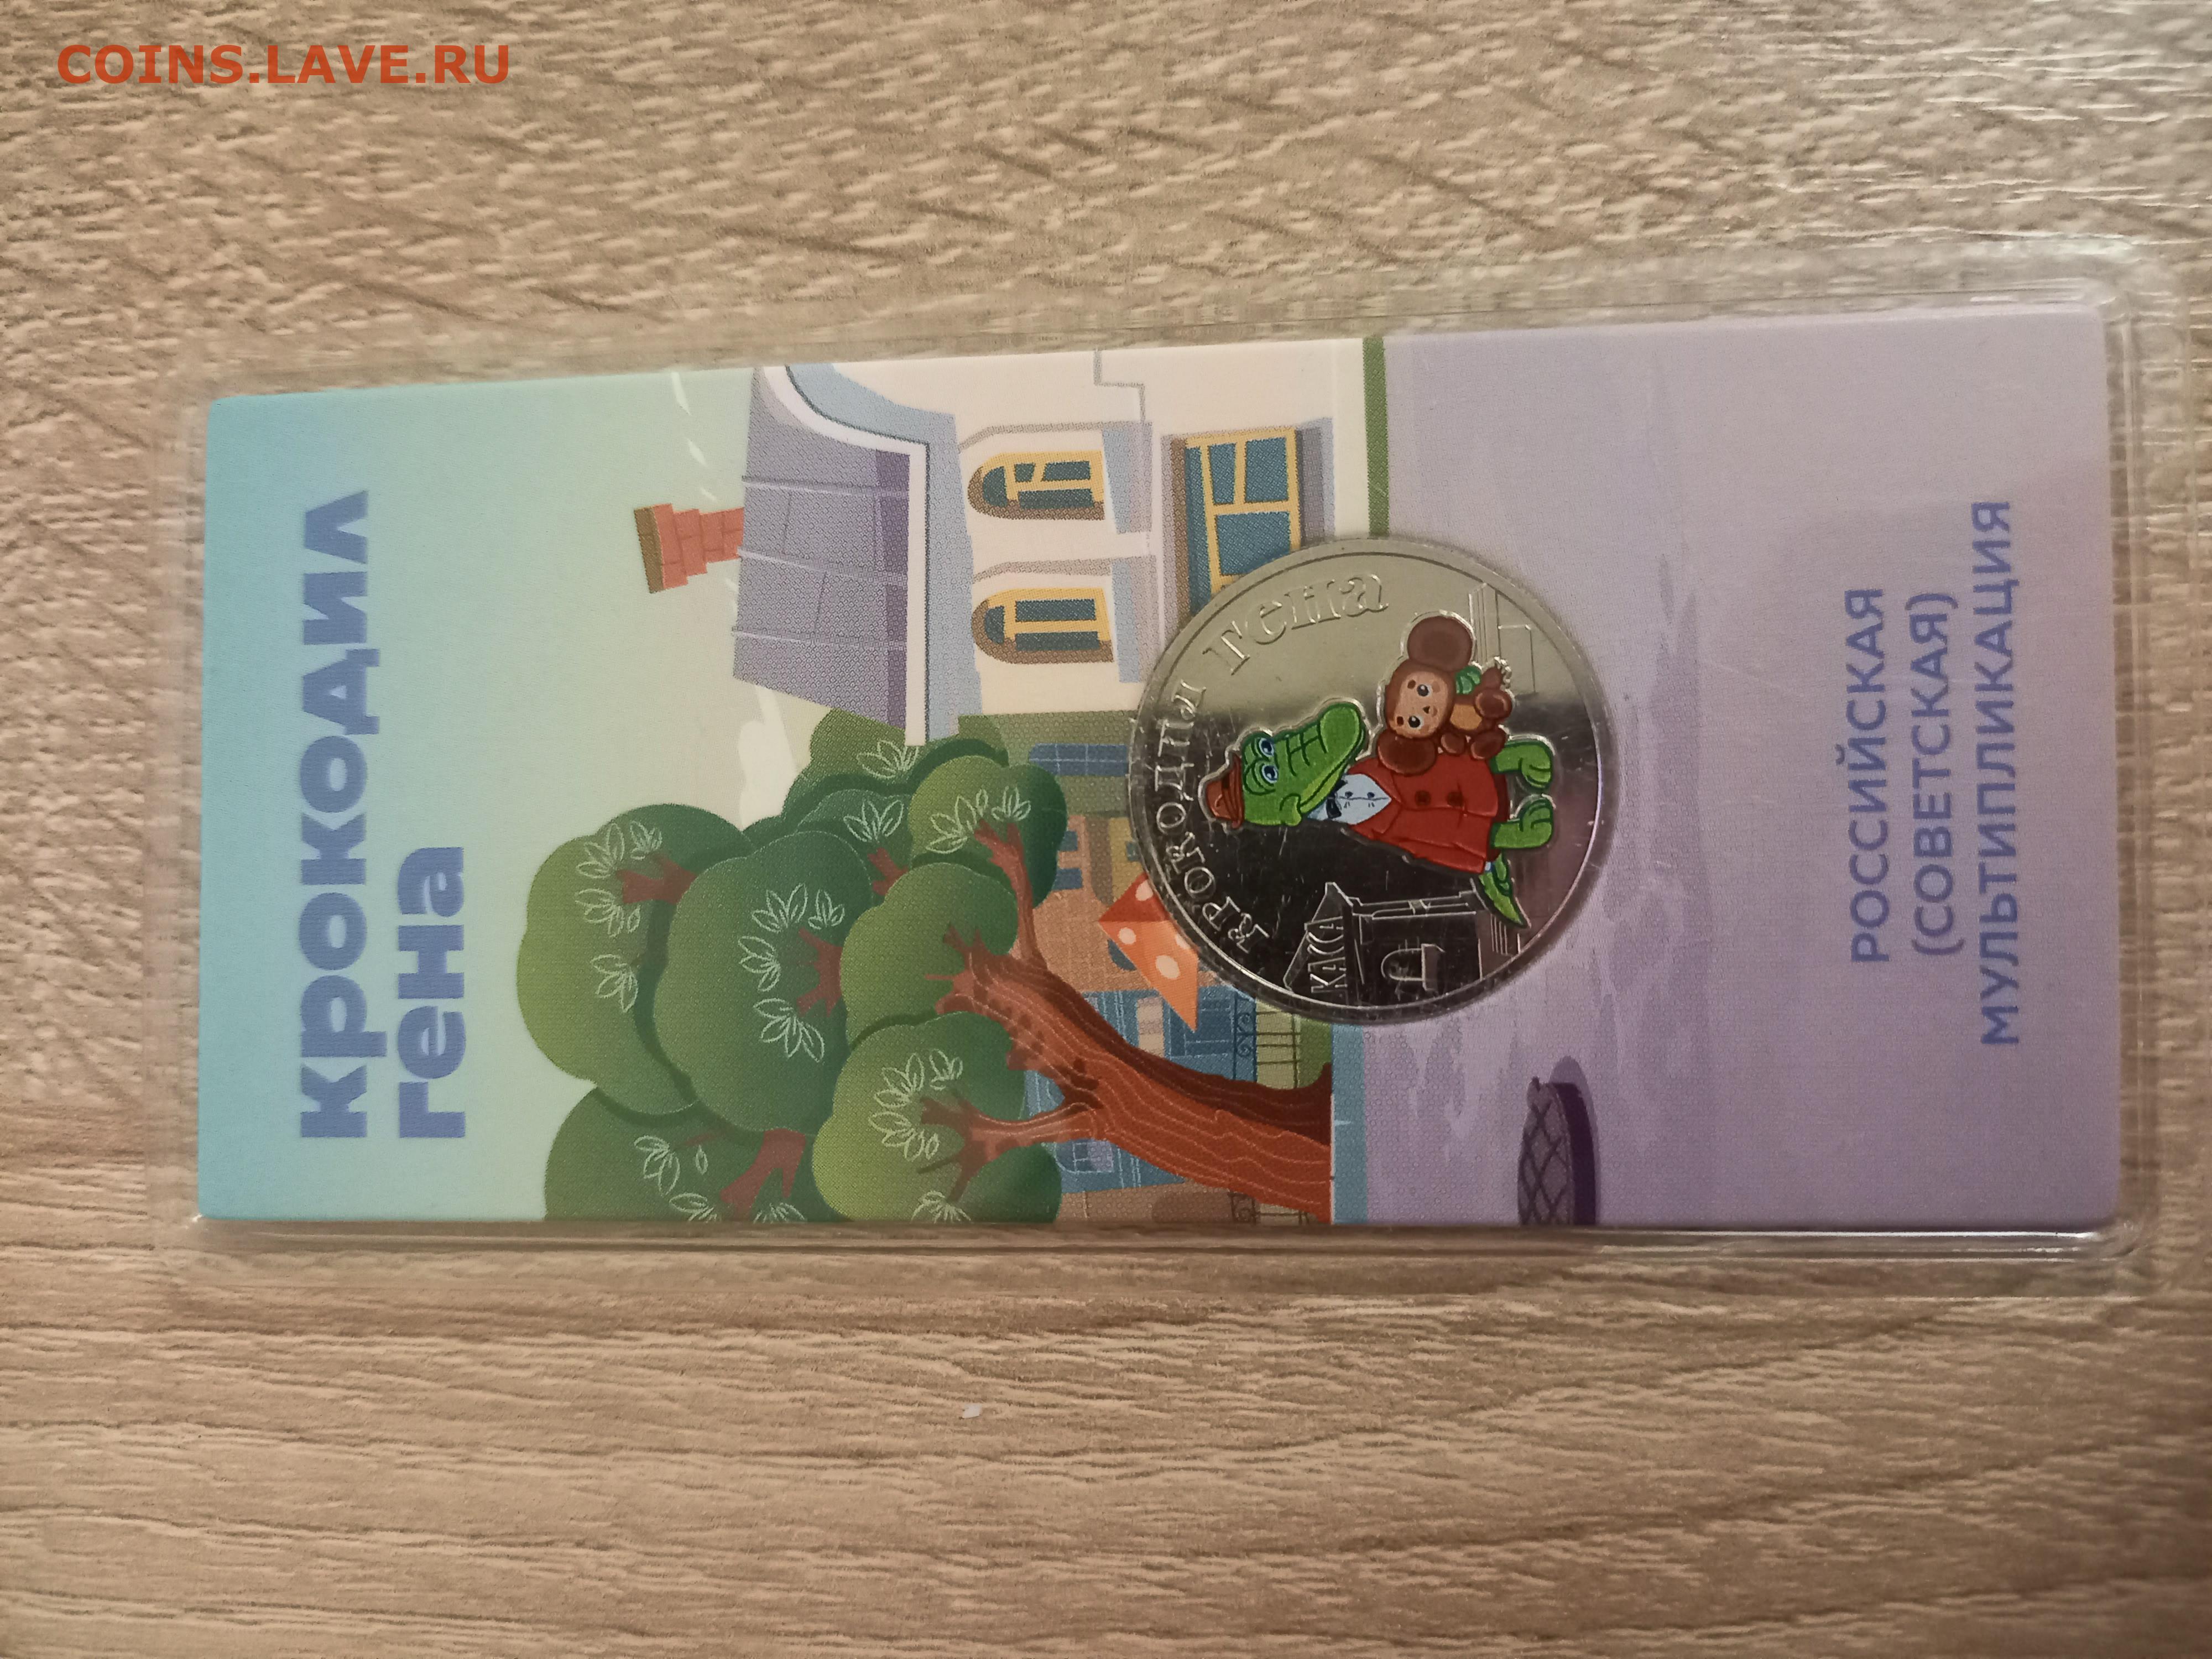 COINS.LAVE.RU
КРОКОДИЛ
ГЕНА
КРОКОДИЛ ГЕНА
КАССА
РОССИЙСКАЯ
(СОВЕТСКАЯ)
МУЛЬТИПЛИКАЦИЯ